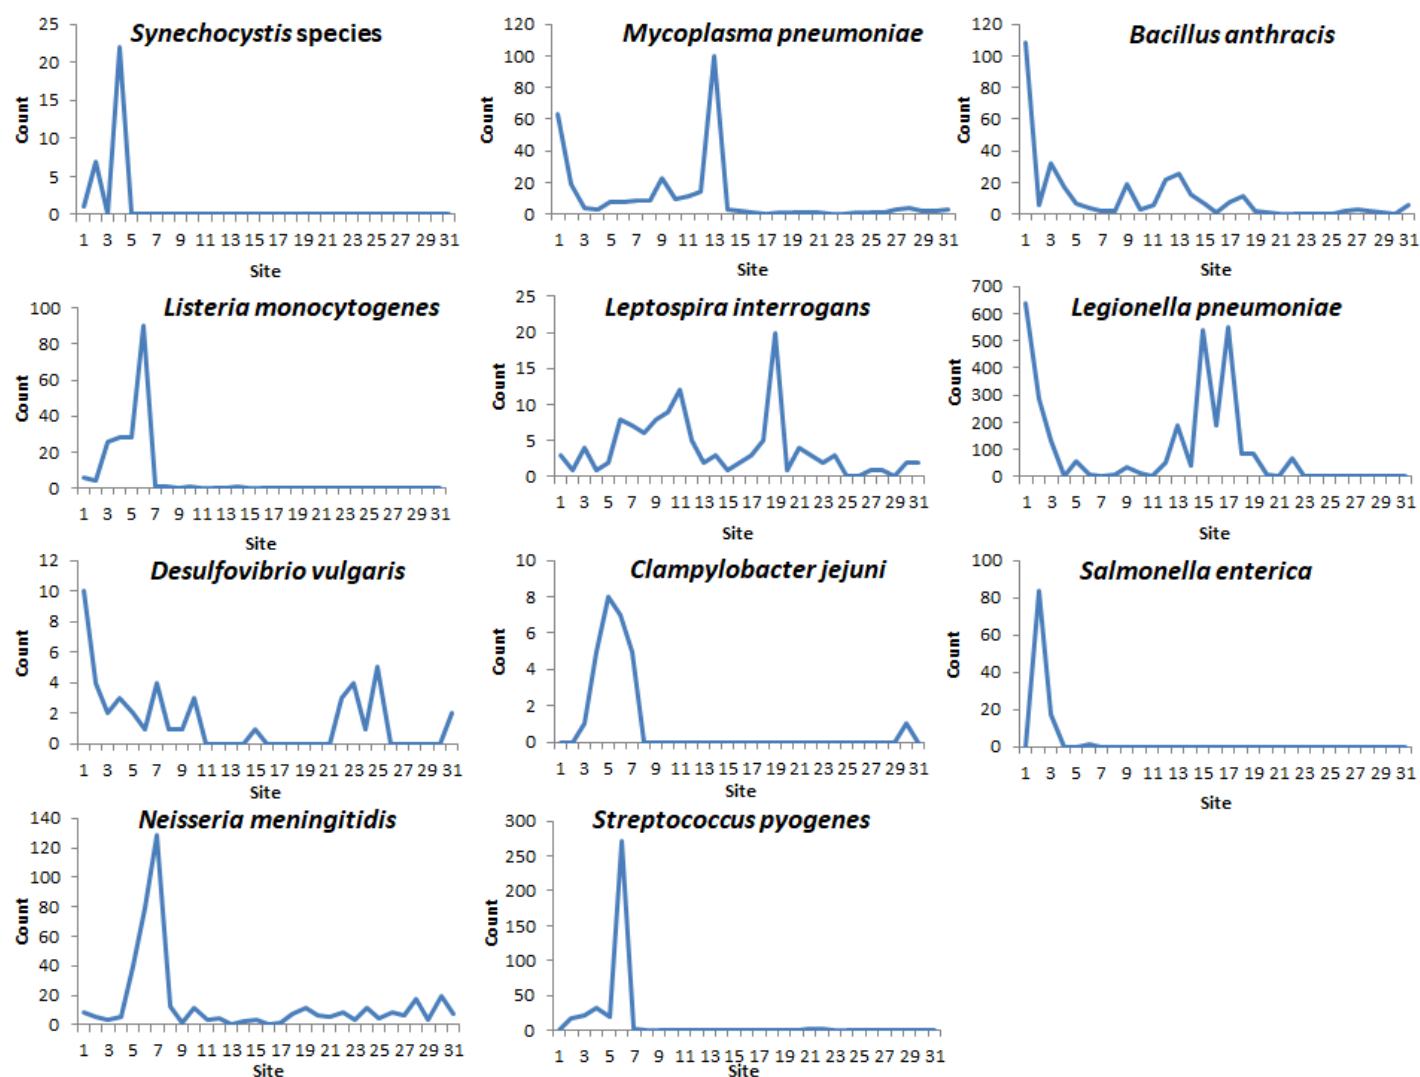 Synechocystis species
25
20
15
10
5
0
Count
1 3 5 7 9 11 13 15 17 19 21 23 25 27 29 31
Site
Mycoplasma pneumoniae
120
100
80
60
40
20
0
Count
1 3 5 7 9 11 13 15 17 19 21 23 25 27 29 31
Site
Bacillus anthracis
120
100
80
60
40
20
0
Count
1 3 5 7 9 11 13 15 17 19 21 23 25 27 29 31
Site
Listeria monocytogenes
100
80
60
40
20
0
Count
1 3 5 7 9 11 13 15 17 19 21 23 25 27 29 31
Site
Leptospira interrogans
25
20
15
10
5
0
Count
1 3 5 7 9 11 13 15 17 19 21 23 25 27 29 31
Site
Legionella pneumoniae
700
600
500
400
300
200
100
0
Count
1 3 5 7 9 11 13 15 17 19 21 23 25 27 29 31
Site
Desulfovibrio vulgaris
12
10
8
6
4
2
0
Count
1 3 5 7 9 11 13 15 17 19 21 23 25 27 29 31
Site
Clampylobacter jejuni
10
8
6
4
2
0
Count
1 3 5 7 9 11 13 15 17 19 21 23 25 27 29 31
Site
Salmonella enterica
100
80
60
40
20
0
Count
1 3 5 7 9 11 13 15 17 19 21 23 25 27 29 31
Site
Neisseria meningitidis
140
120
100
80
60
40
20
0
Count
1 3 5 7 9 11 13 15 17 19 21 23 25 27 29 31
Site
Streptococcus pyogenes
300
250
200
150
100
50
0
Count
1 3 5 7 9 11 13 15 17 19 21 23 25 27 29 31
Site